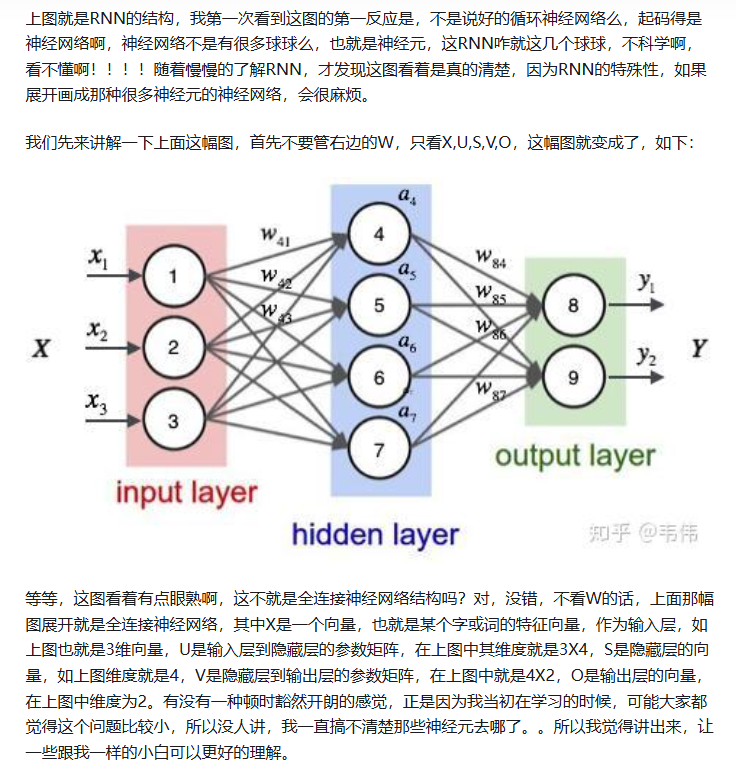 上图就是RNN的结构，我第一次看到这图的第一反应是，不是说好的循环神经网络么，起码得是
神经网络啊，神经网络不是有很多球球么，也就是神经元，这RNN咋就这几个球球，不科学啊，
看不懂啊！！！！随着慢慢的了解RNN，才发现这图看着是真的清楚，因为RNN的特殊性，如果
展开画成那种很多神经元的神经网络，会很麻烦。
我们先来讲解一下上面这幅图，首先不要管右边的W，只看X,U,S,V,O，这幅图就变成了，如下：
X
x1
x2
x3
1
2
3
input layer
w41
w42
w43
a4
4
a5
5
a6
6
a7
7
hidden layer
w84
w85
w86
w87
8
9
output layer
y1
y2
Y
知乎 @韦伟
等等，这图看着有点眼熟啊，这不就是全连接神经网络结构吗？对，没错，不看W的话，上面那幅
图展开就是全连接神经网络，其中X是一个向量，也就是某个字或词的特征向量，作为输入层，如
上图也就是3维向量，U是输入层到隐藏层的参数矩阵，在上图中其维度就是3X4，S是隐藏层的向
量，如上图维度就是4，V是隐藏层到输出层的参数矩阵，在上图中就是4X2，O是输出层的向量，
在上图中维度为2。有没有一种顿时豁然开朗的感觉，正是因为我当初在学习的时候，可能大家都
觉得这个问题比较小，所以没人讲，我一直搞不清楚那些神经元去哪了。。所以我觉得讲出来，让
一些跟我一样的小白可以更好的理解。